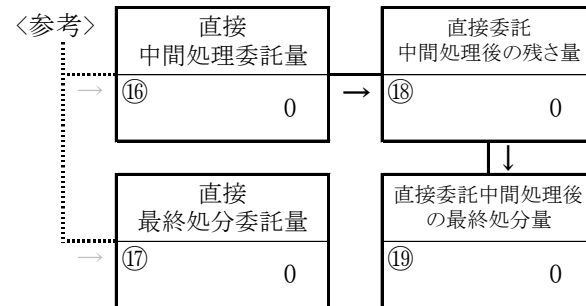 〈参考〉
直接
中間処理委託量
→ ⑯
0
→
直接委託
中間処理後の残さ量
⑱
0
↓
直接
最終処分委託量
→ ⑰
0
直接委託中間処理後
の最終処分量
⑲
0